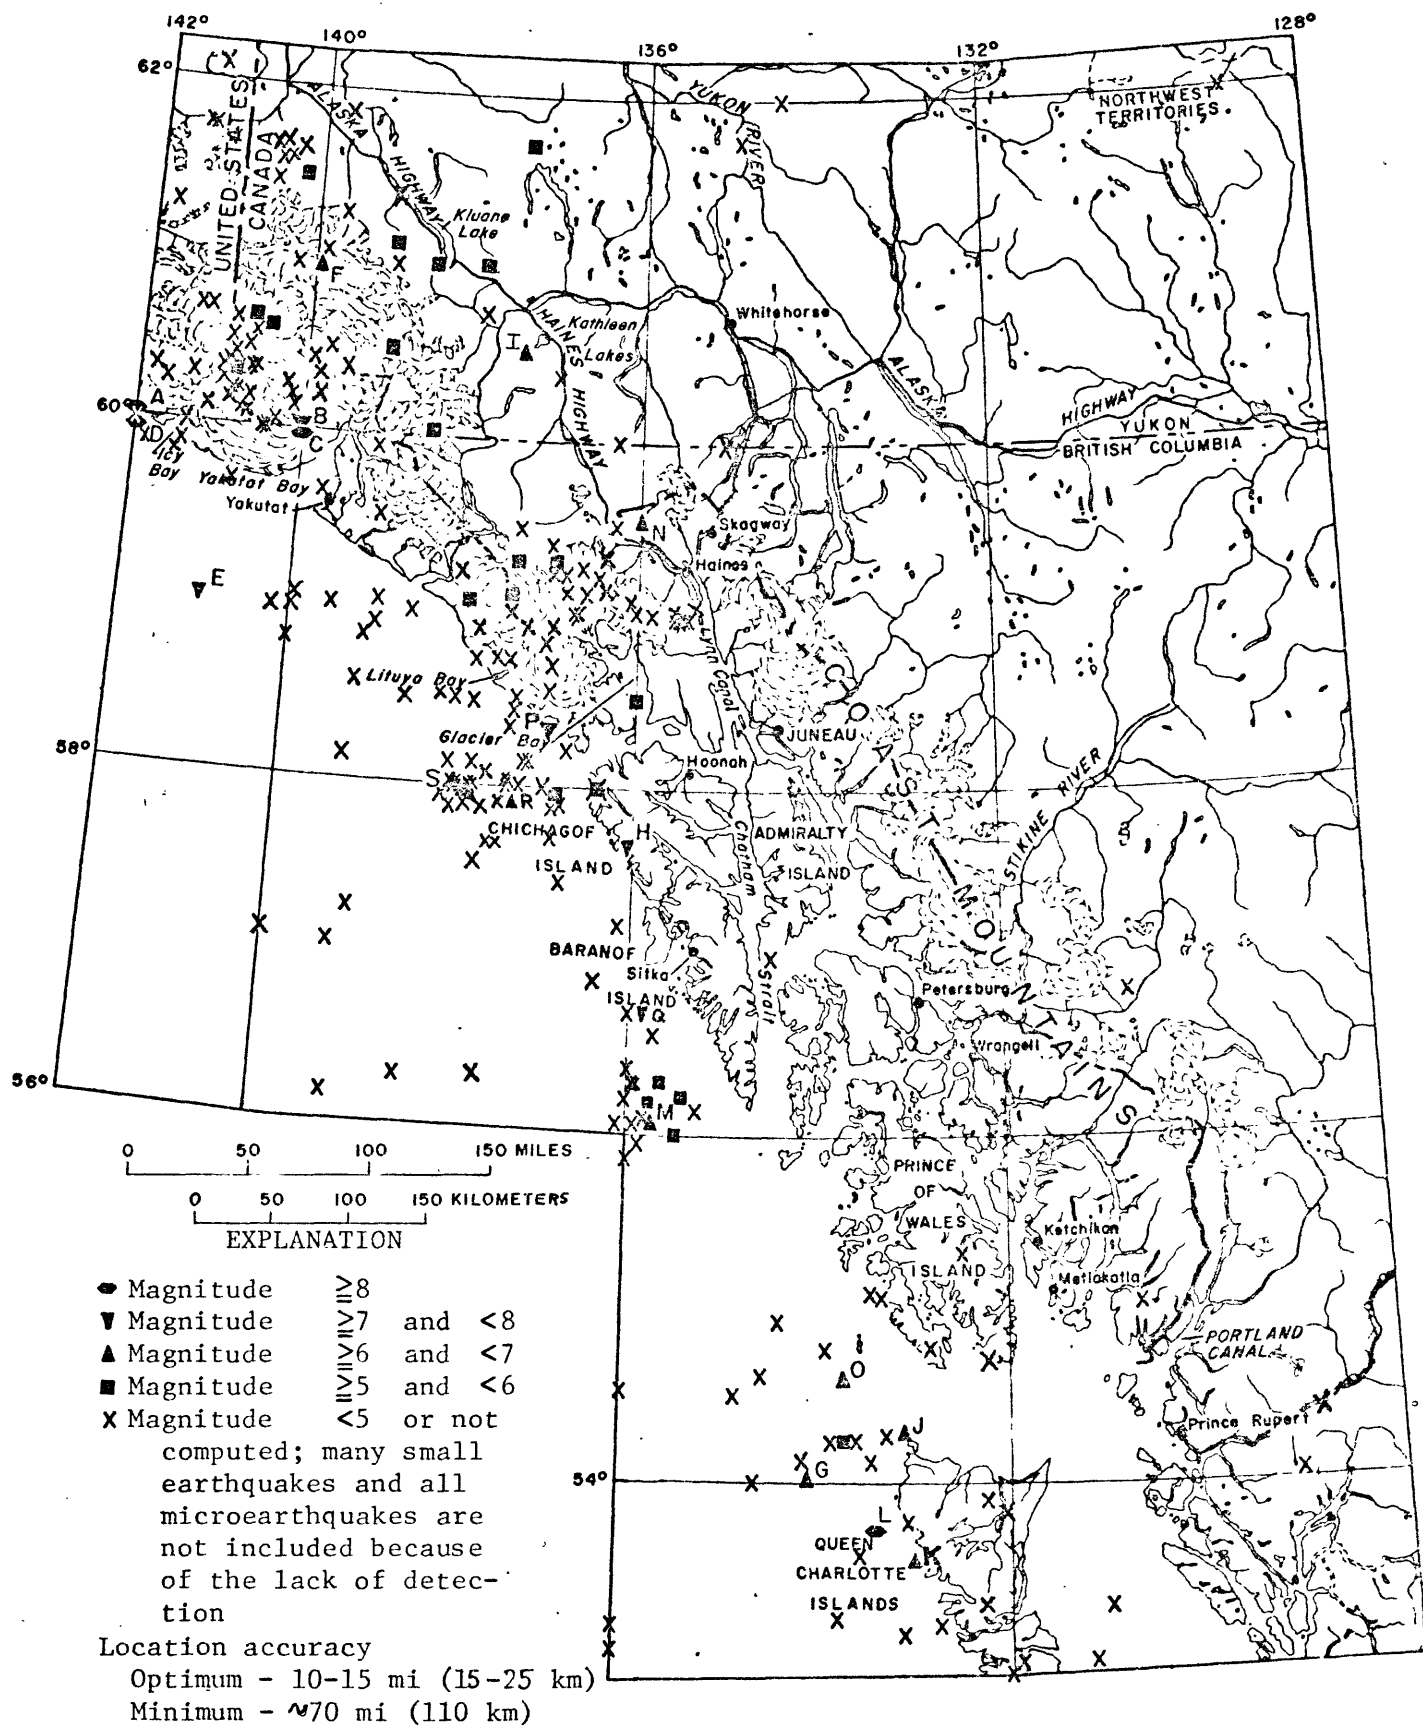 142°
140°
136°
132°
128°
62°
UNITED STATES
CANADA
ALASKA
HIGHWAY
YUKON
RIVER
NORTHWEST
TERRITORIES
Kluane
Lake
F
Whitehorse
I
HAINES
HIGHWAY
Kathleen
Lakes
ALASKA
HIGHWAY
YUKON
BRITISH COLUMBIA
60°
A
B
C
D
Icy
Bay
Yakutat Bay
Yakutat
N
Skagway
Haines
E
Lynn Canal
Lituya Bay
P
Glacier Bay
JUNEAU
COAST MOUNTAINS
58°
S
R
Hoonah
CHICHAGOF
ISLAND
H
Chatham
Strait
ADMIRALTY
ISLAND
STIKINE RIVER
BARANOF
Sitka
ISLAND
Q
Petersburg
Wrangell
56°
M
0 50 100 150 MILES
0 50 100 150 KILOMETERS
PRINCE
OF
WALES
ISLAND
Ketchikan
Metlakatla
PORTLAND
CANAL
O
J
Prince Rupert
G
54°
L
QUEEN
K
CHARLOTTE
ISLANDS
EXPLANATION
Magnitude ≥8
Magnitude ≥7 and <8
Magnitude ≥6 and <7
Magnitude ≥5 and <6
X Magnitude <5 or not
computed; many small
earthquakes and all
microearthquakes are
not included because
of the lack of detec-
tion
Location accuracy
Optimum - 10-15 mi (15-25 km)
Minimum - ~70 mi (110 km)